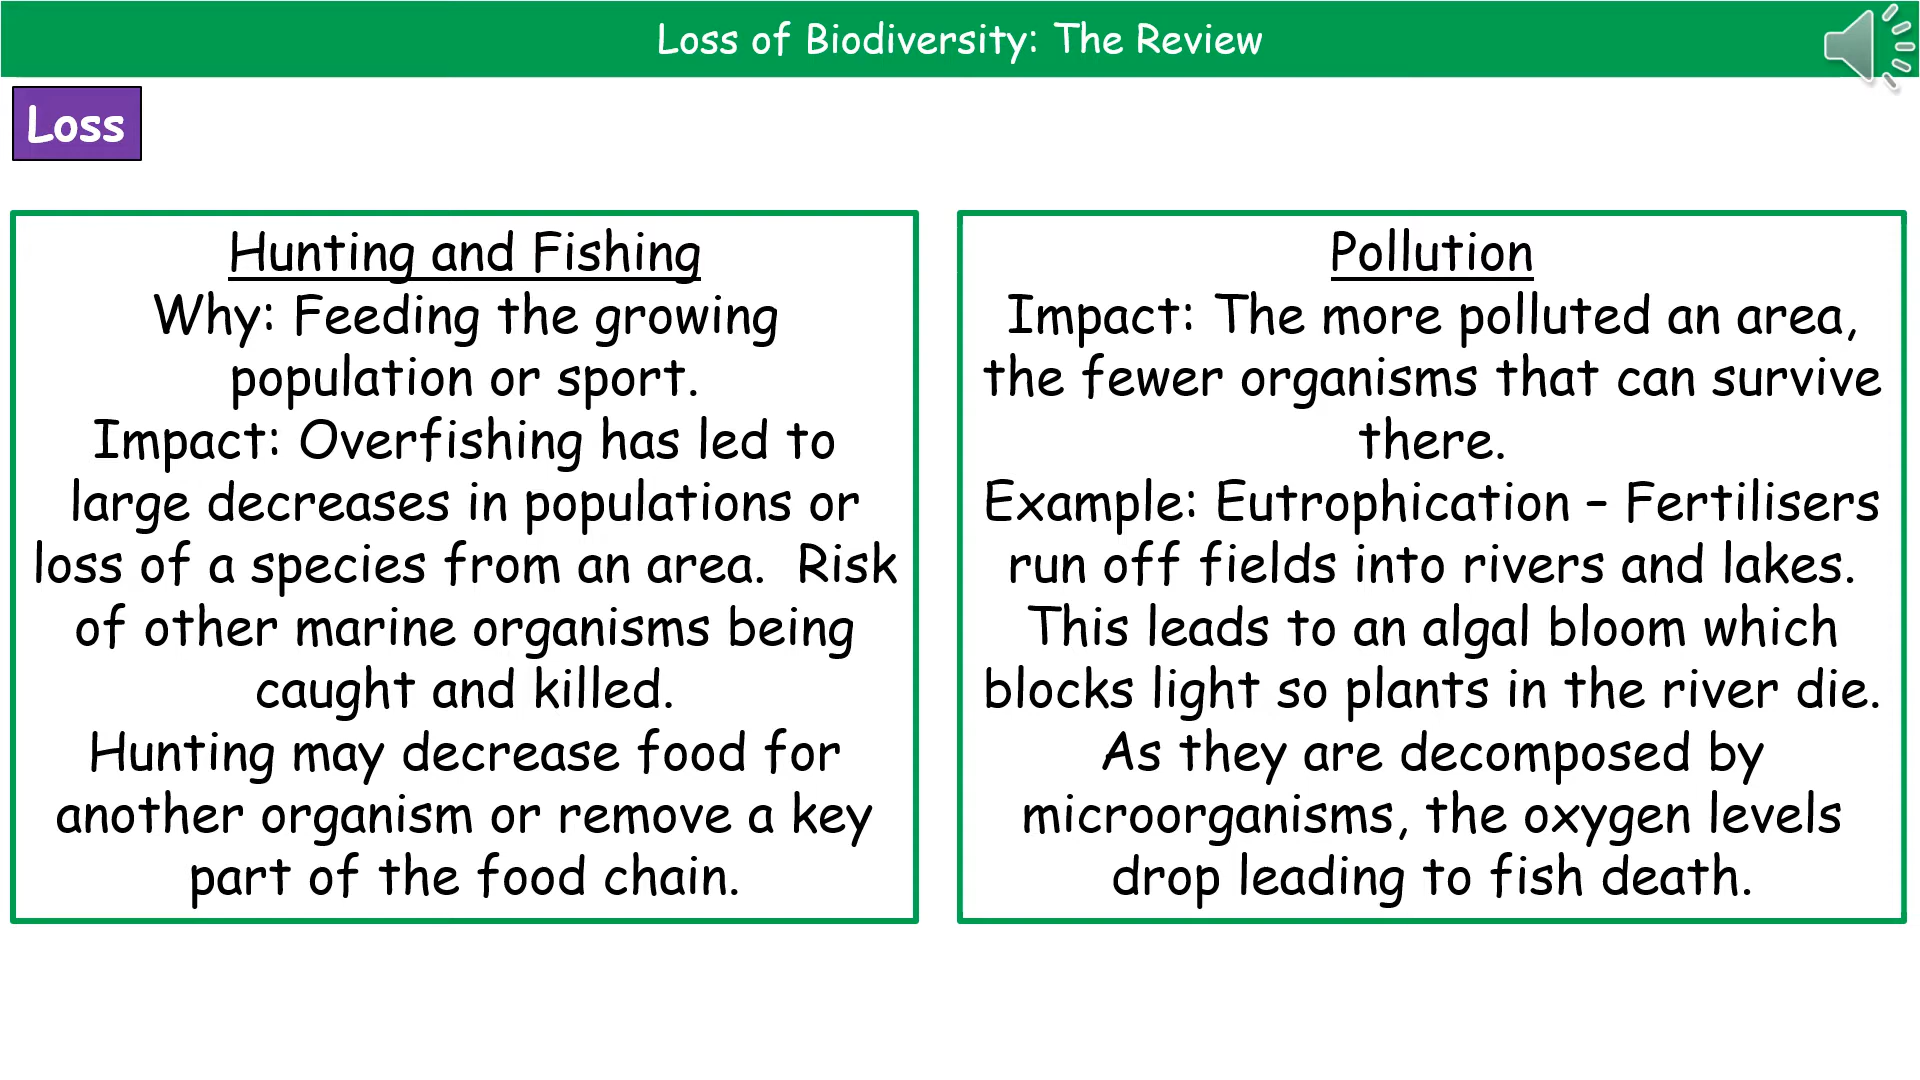 Loss of Biodiversity: The Review
Loss
Hunting and Fishing
Why: Feeding the growing
population or sport.
Impact: Overfishing has led to
large decreases in populations or
loss of a species from an area.  Risk
of other marine organisms being
caught and killed.
Hunting may decrease food for
another organism or remove a key
part of the food chain.
Pollution
Impact: The more polluted an area,
the fewer organisms that can survive
there.
Example: Eutrophication – Fertilisers
run off fields into rivers and lakes.
This leads to an algal bloom which
blocks light so plants in the river die.
As they are decomposed by
microorganisms, the oxygen levels
drop leading to fish death.